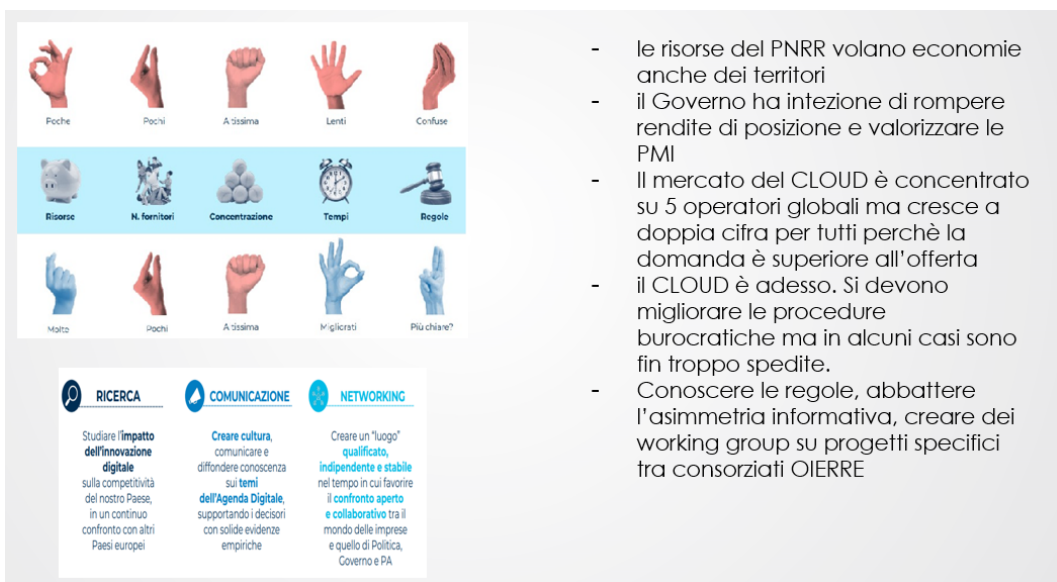 Poche Pochi Altissima Lenti Confuse
Risorse N. fornitori Concentrazione Tempi Regole
Molte Pochi Altissima Migliorati Più chiare?
RICERCA
Studiare l'impatto
dell'innovazione
digitale
sulla competitività
del nostro Paese,
in un continuo
confronto con altri
Paesi europei
COMUNICAZIONE
Creare cultura,
comunicare e
diffondere conoscenza
sui temi
dell'Agenda Digitale,
supportando i decisori
con solide evidenze
empiriche
NETWORKING
Creare un "luogo"
qualificato,
indipendente e stabile
nel tempo in cui favorire
il confronto aperto
e collaborativo tra il
mondo delle imprese
e quello di Politica,
Governo e PA
- le risorse del PNRR volano economie
anche dei territori
- il Governo ha intezione di rompere
rendite di posizione e valorizzare le
PMI
- Il mercato del CLOUD è concentrato
su 5 operatori globali ma cresce a
doppia cifra per tutti perchè la
domanda è superiore all'offerta
- il CLOUD è adesso. Si devono
migliorare le procedure
burocratiche ma in alcuni casi sono
fin troppo spedite.
- Conoscere le regole, abbattere
l'asimmetria informativa, creare dei
working group su progetti specifici
tra consorziati OIERRE